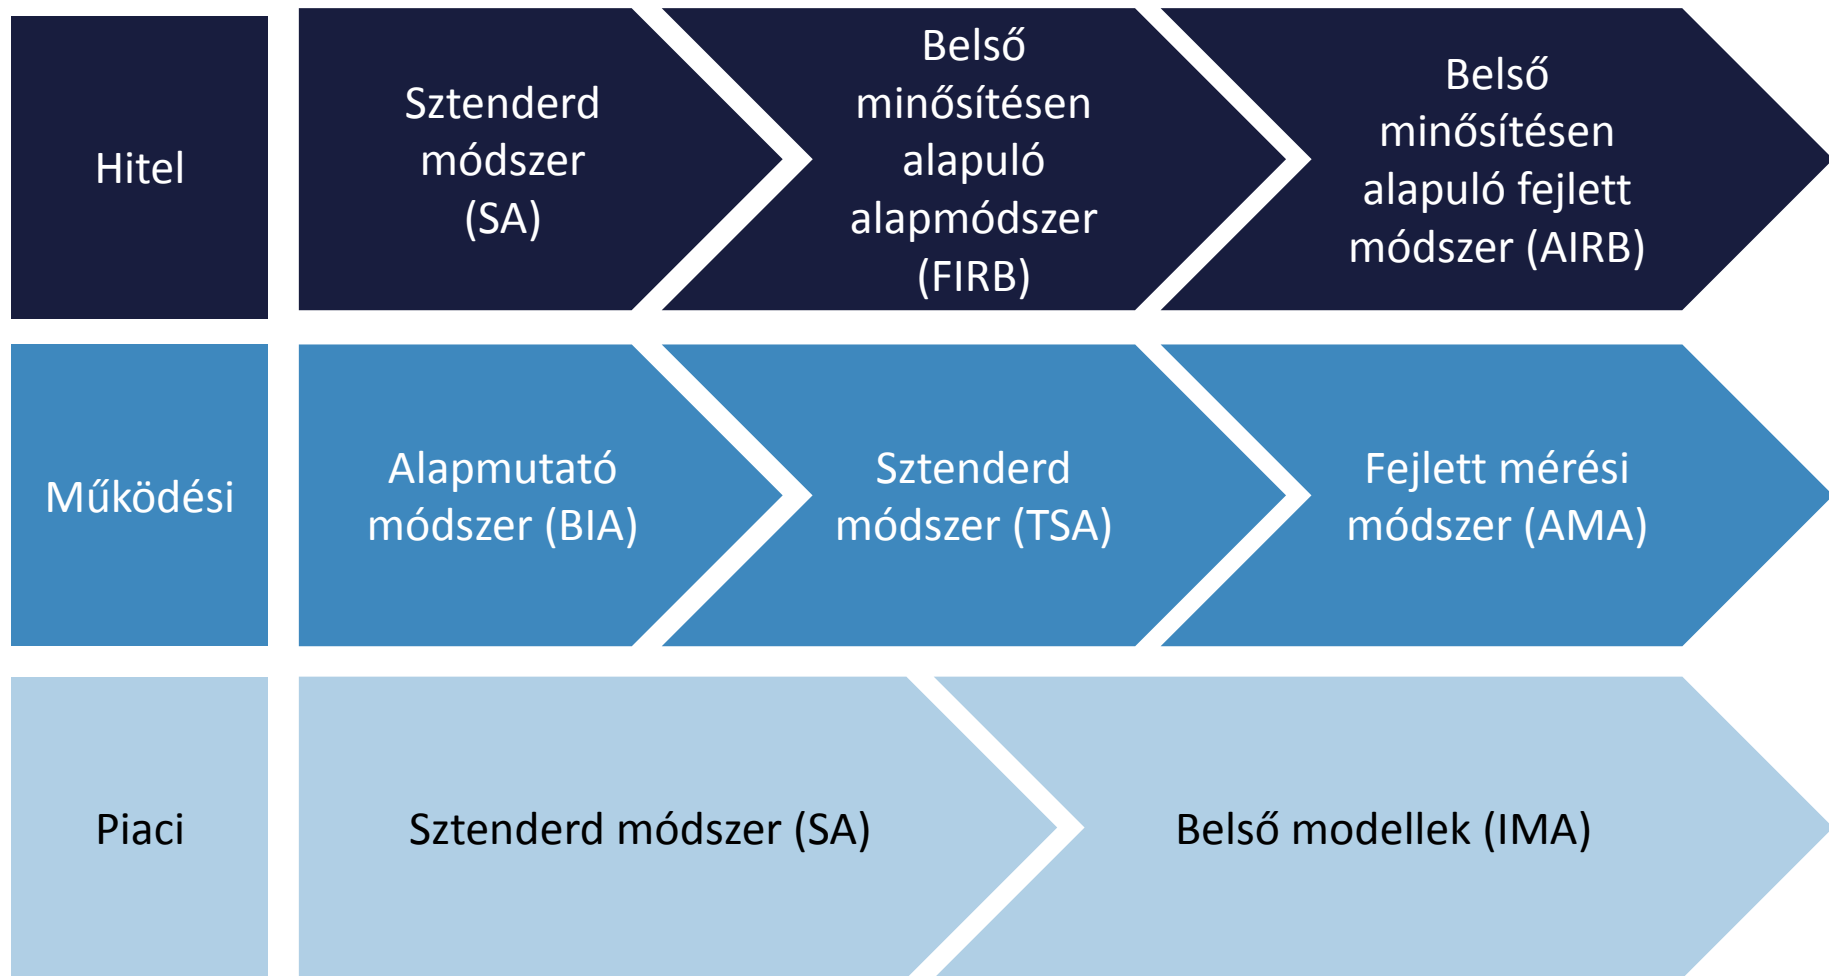 Hitel
Sztenderd
módszer
(SA)
Belső
minősítésen
alapuló
alapmódszer
(FIRB)
Belső
minősítésen
alapuló fejlett
módszer (AIRB)
Működési
Alapmutató
módszer (BIA)
Sztenderd
módszer (TSA)
Fejlett mérési
módszer (AMA)
Piaci
Sztenderd módszer (SA)
Belső modellek (IMA)